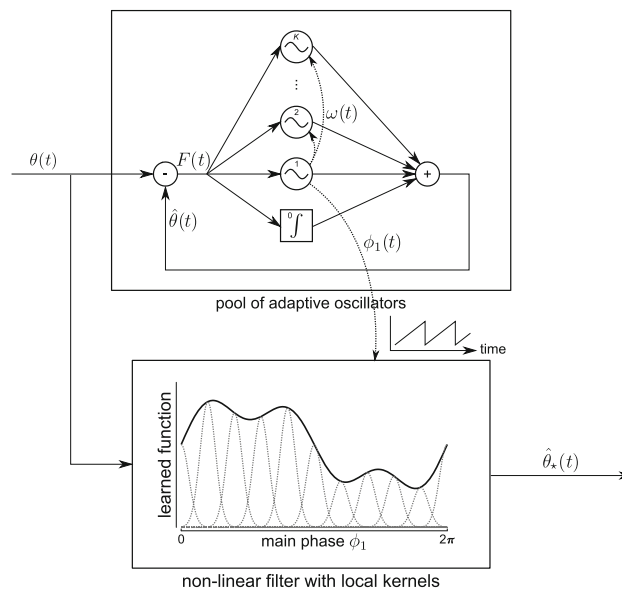 K
⋮
2
ω(t)
θ(t)
F(t)
1
-
+
θ̂(t)
0 ∫
ϕ₁(t)
pool of adaptive oscillators
time
learned function
θ̂⋆(t)
0
main phase ϕ₁
2π
non-linear filter with local kernels